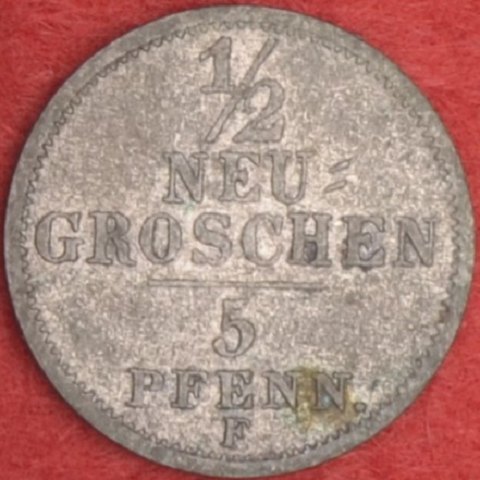 1/2
NEU=
GROSCHEN
5
PFENN.
F